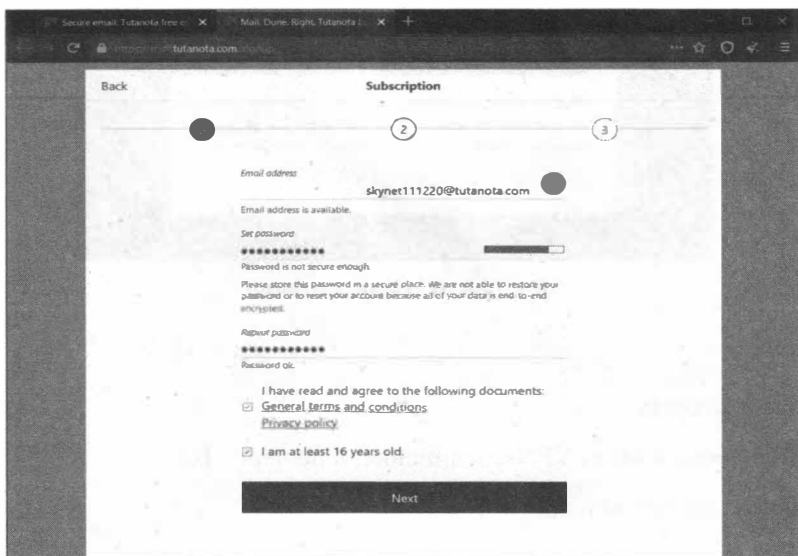 Secure email: Tutanota free
Mail. Done. Right. Tutanota
tutanota.com
Back
Subscription
2
3
Email address
skynet111220@tutanota.com
Email address is available.
Set password
Password is not secure enough.
Please store this password in a secure place. We are not able to restore your
password or to reset your account because all of your data is end-to-end
encrypted.
Repeat password
Password ok.
I have read and agree to the following documents:
General terms and conditions
Privacy policy
I am at least 16 years old.
Next